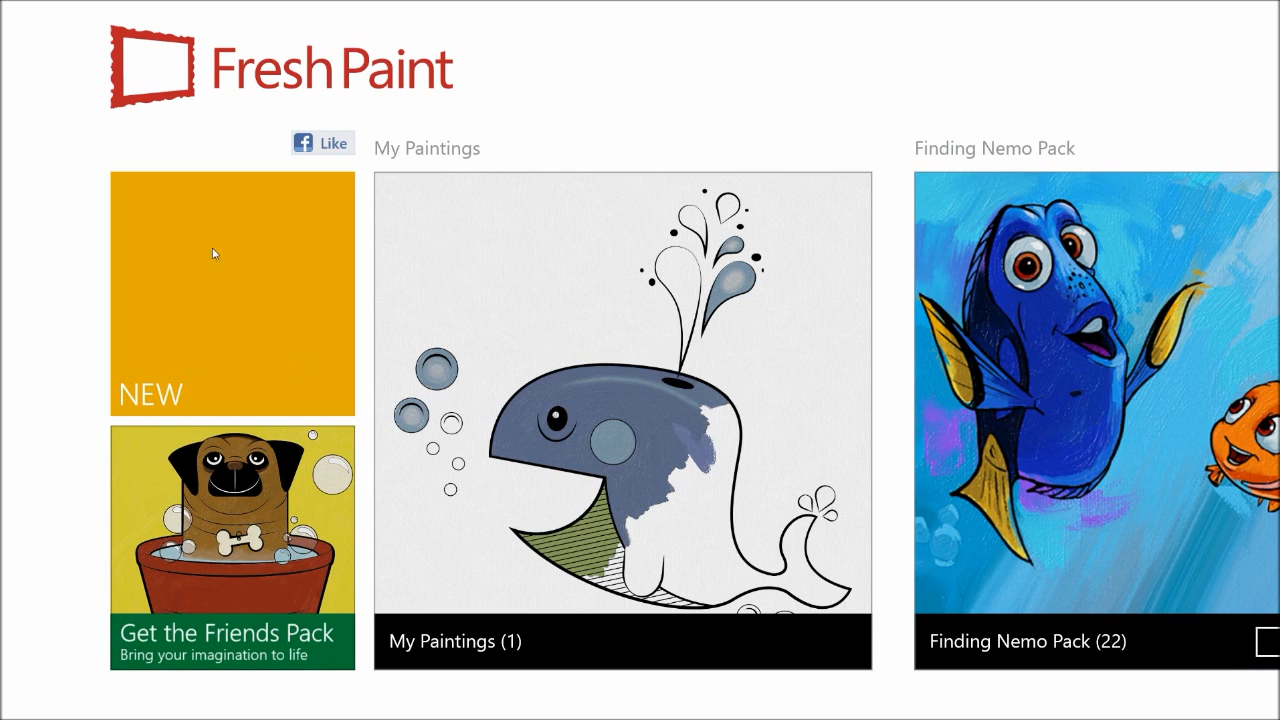 Fresh Paint
Like
My Paintings
Finding Nemo Pack
NEW
Get the Friends Pack
Bring your imagination to life
My Paintings (1)
Finding Nemo Pack (22)